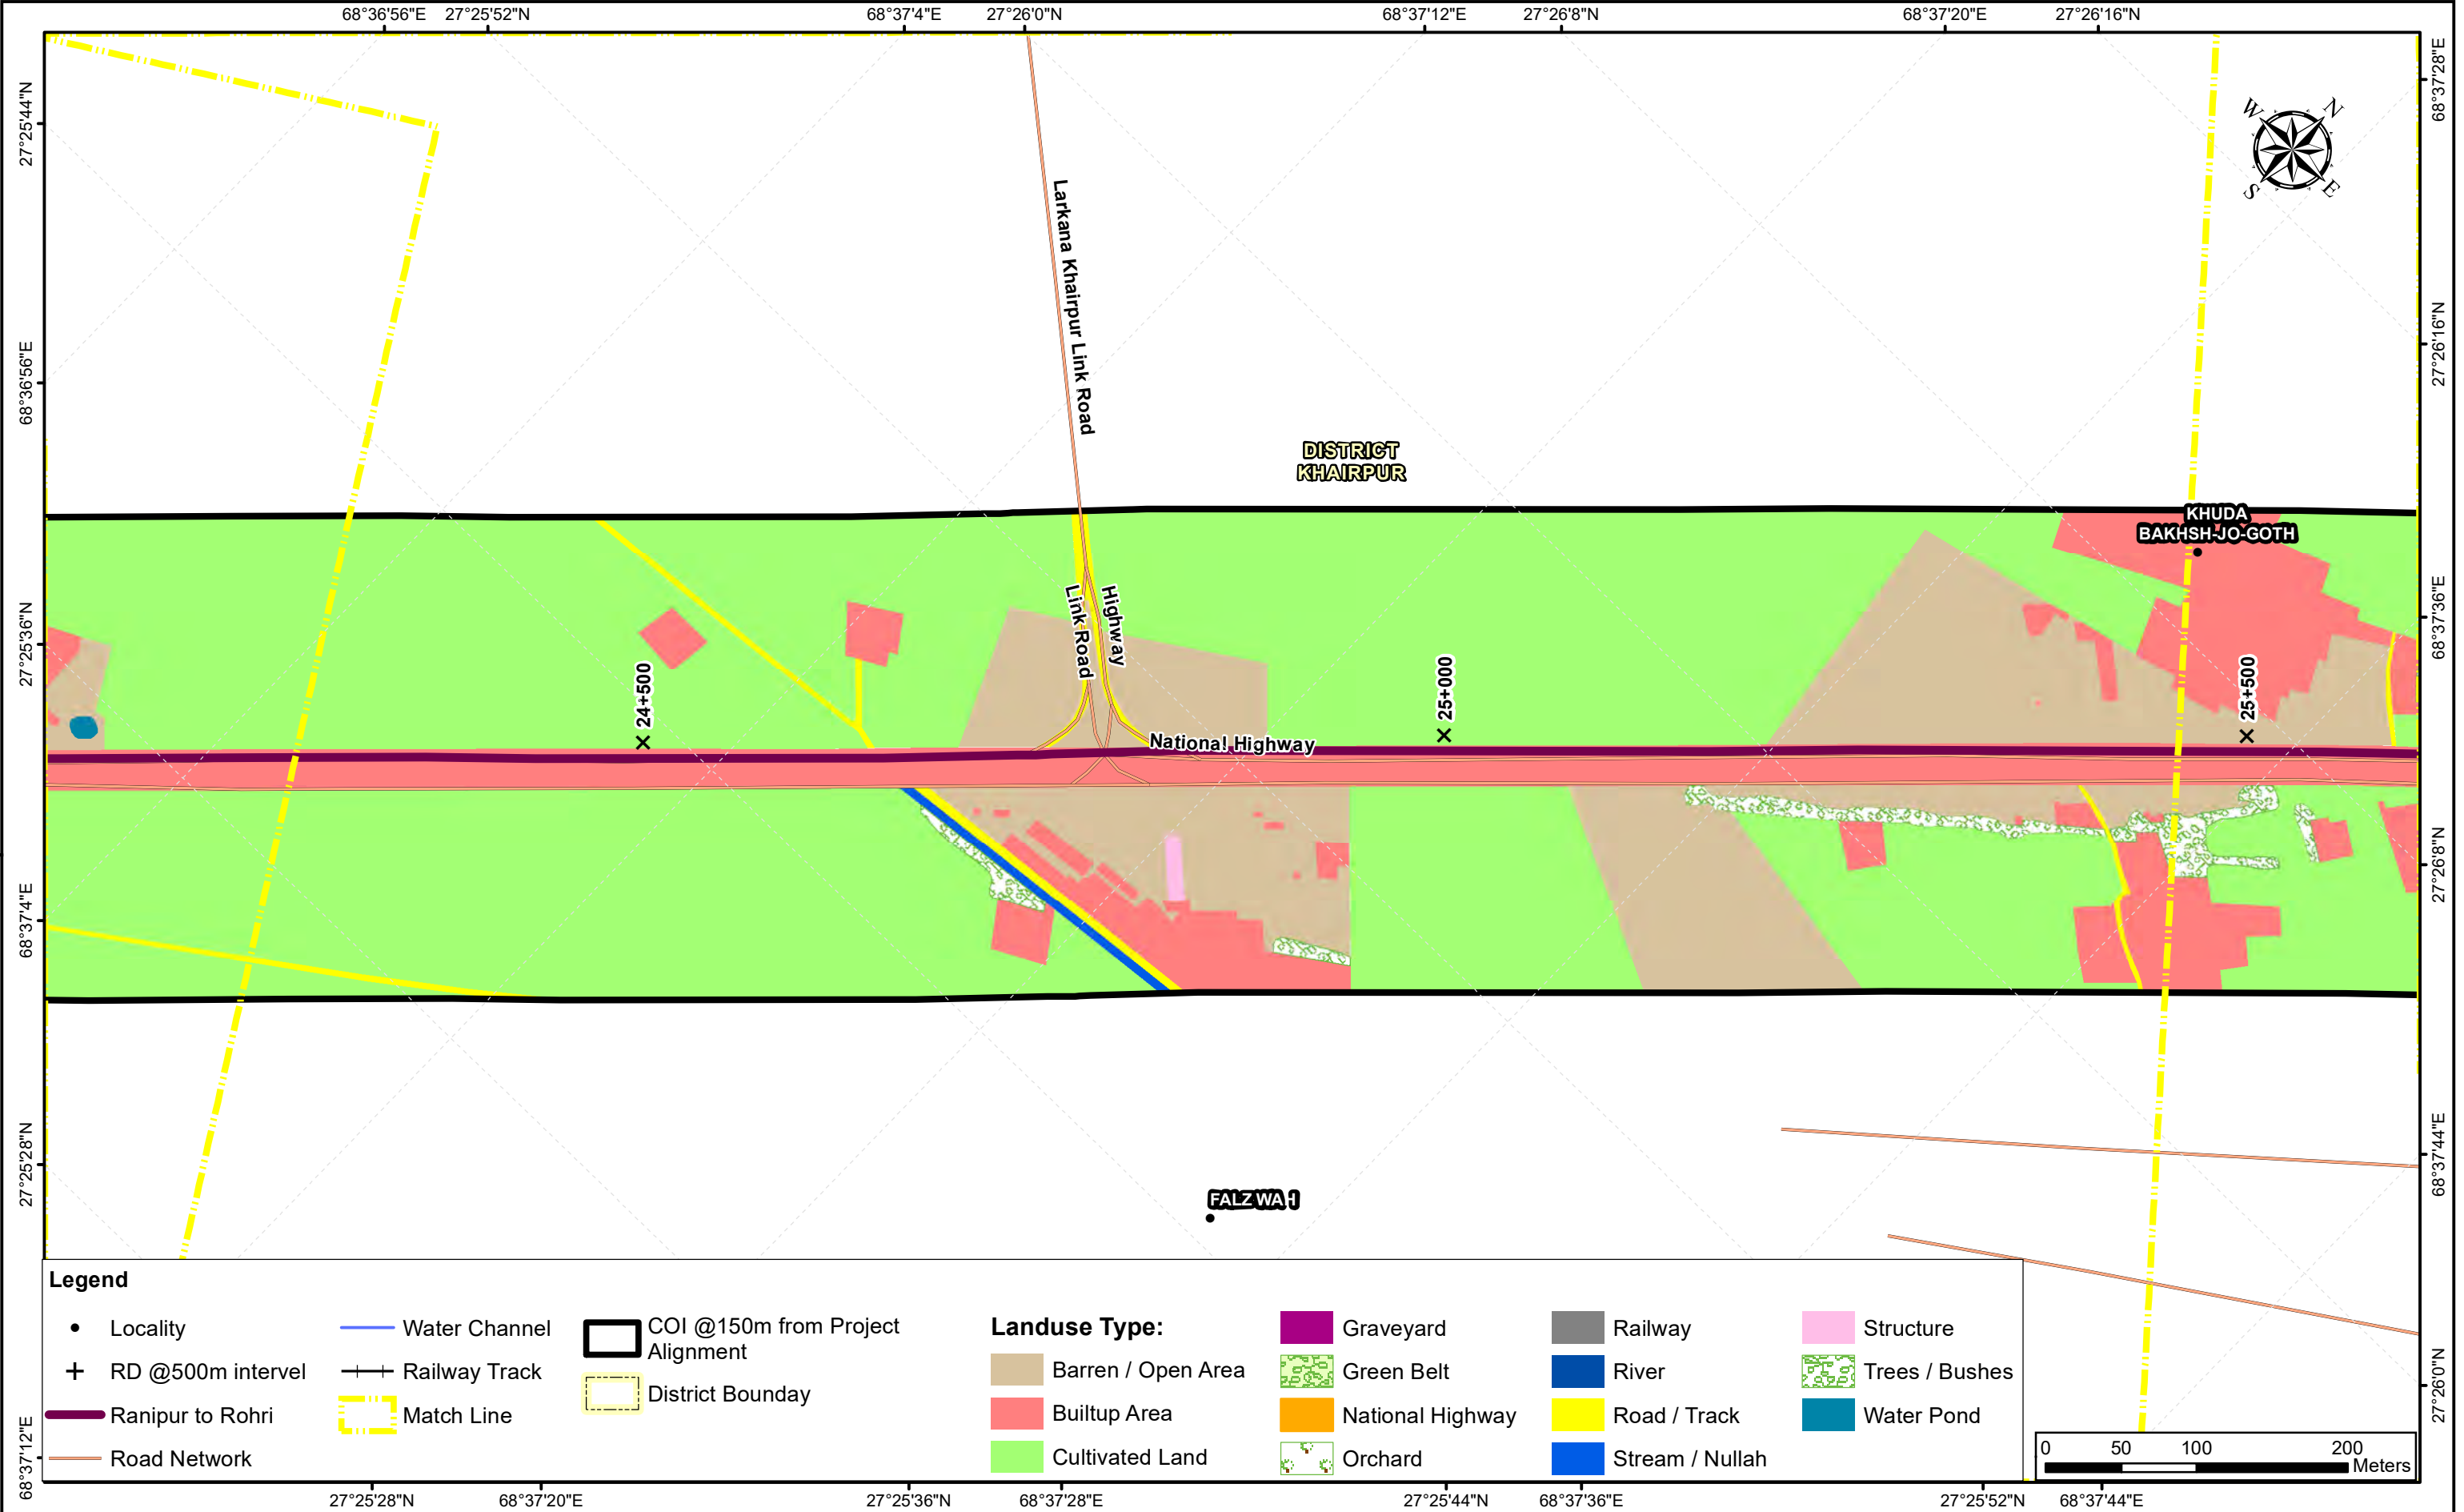 68°36'56"E
27°25'52"N
68°37'4"E
27°26'0"N
68°37'12"E
27°26'8"N
68°37'20"E
27°26'16"N
27°25'44"N
68°36'56"E
27°25'36"N
68°37'4"E
27°25'28"N
68°37'12"E
68°37'28"E
27°26'16"N
68°37'36"E
27°26'8"N
68°37'44"E
27°26'0"N
W
N
S
E
Larkana Khairpur Link Road
DISTRICT
KHAIRPUR
KHUDA
BAKHSH-JO-GOTH
Link Road
Highway
24+500
25+000
25+500
National Highway
FALZ WAH
Legend
Locality
RD @500m intervel
Ranipur to Rohri
Road Network
Water Channel
Railway Track
Match Line
COI @150m from Project
Alignment
District Bounday
Landuse Type:
Barren / Open Area
Builtup Area
Cultivated Land
Graveyard
Green Belt
National Highway
Orchard
Railway
River
Road / Track
Stream / Nullah
Structure
Trees / Bushes
Water Pond
0 50 100 200
Meters
27°25'28"N
68°37'20"E
27°25'36"N
68°37'28"E
27°25'44"N
68°37'36"E
27°25'52"N
68°37'44"E